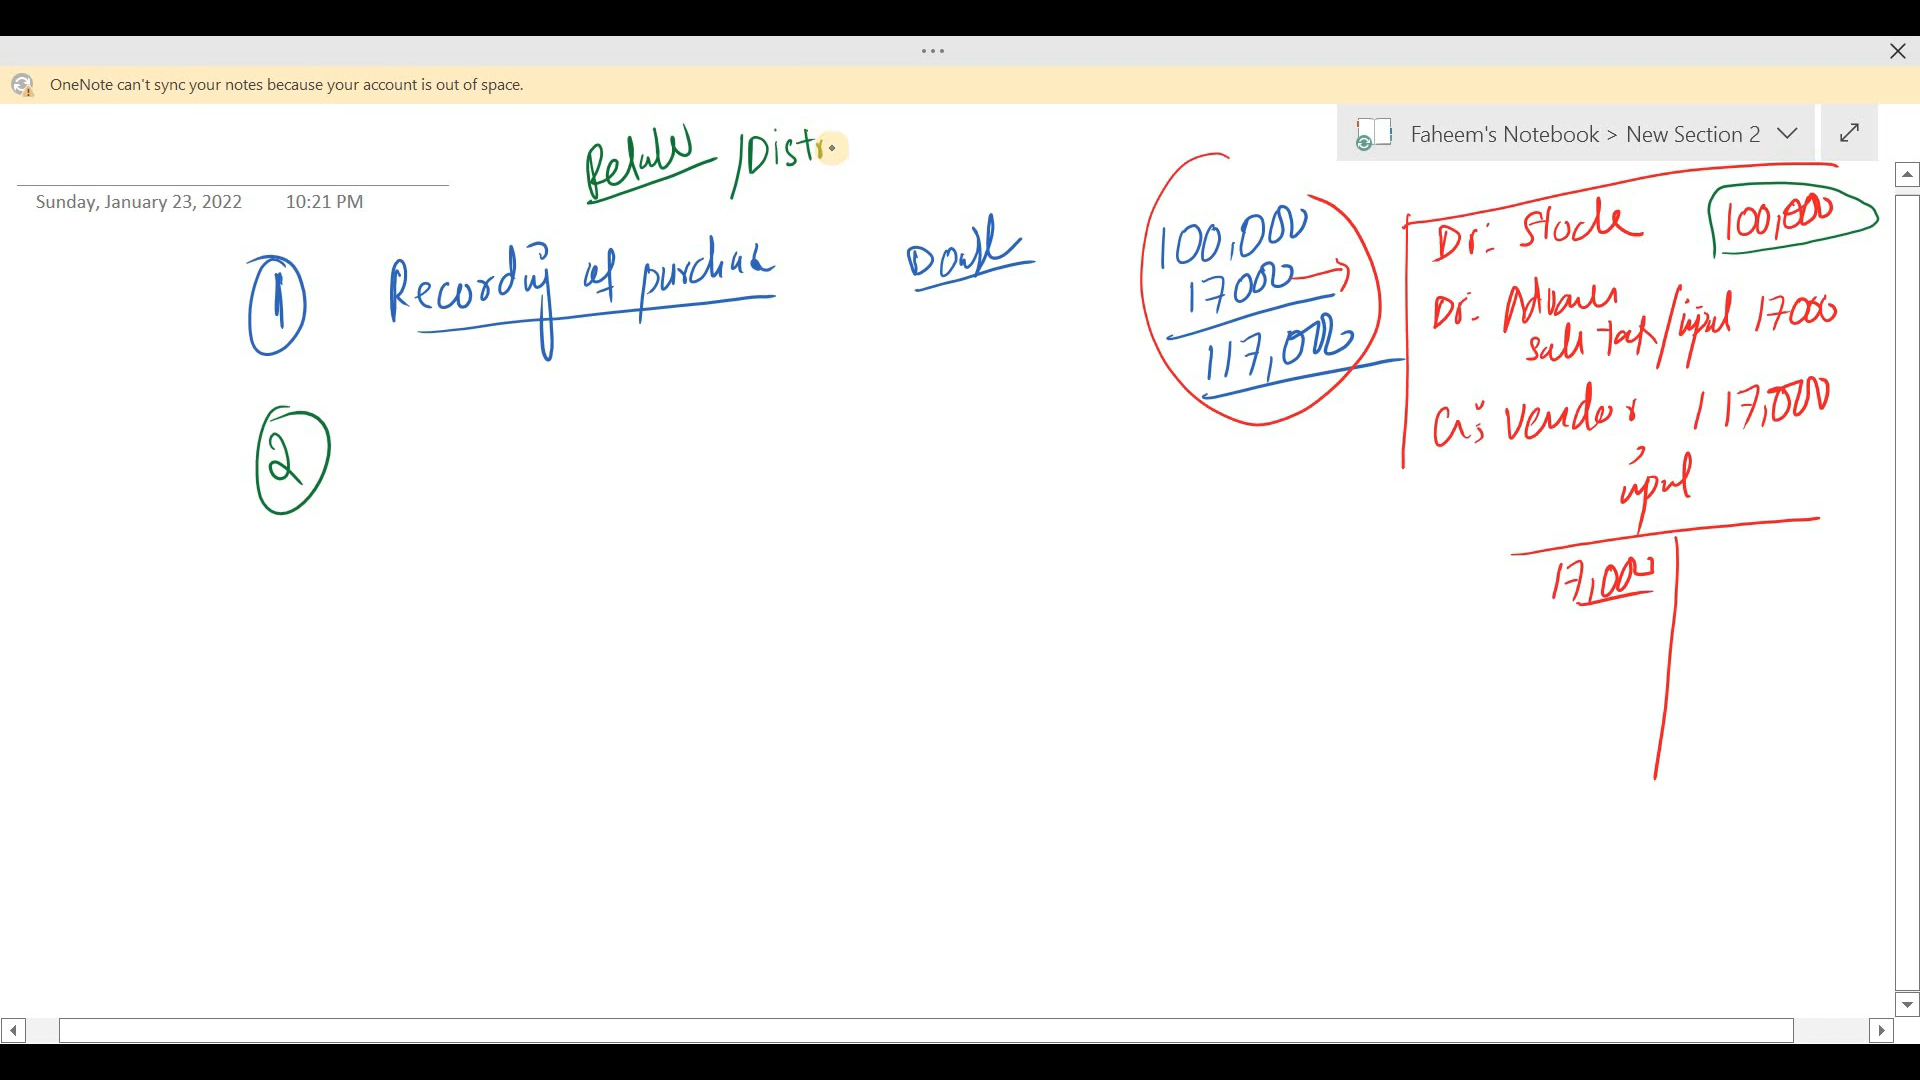 OneNote can't sync your notes because your account is out of space.
Faheem's Notebook > New Section 2
/Distr
Sunday, January 23, 2022 10:21 PM
1 Recording of purchase
100,000
17000
117,000
Dr: Stock 100,000
Dr: Advance
sale tax/input 17000
Cr: Vendor 117,000
input
17,000
2